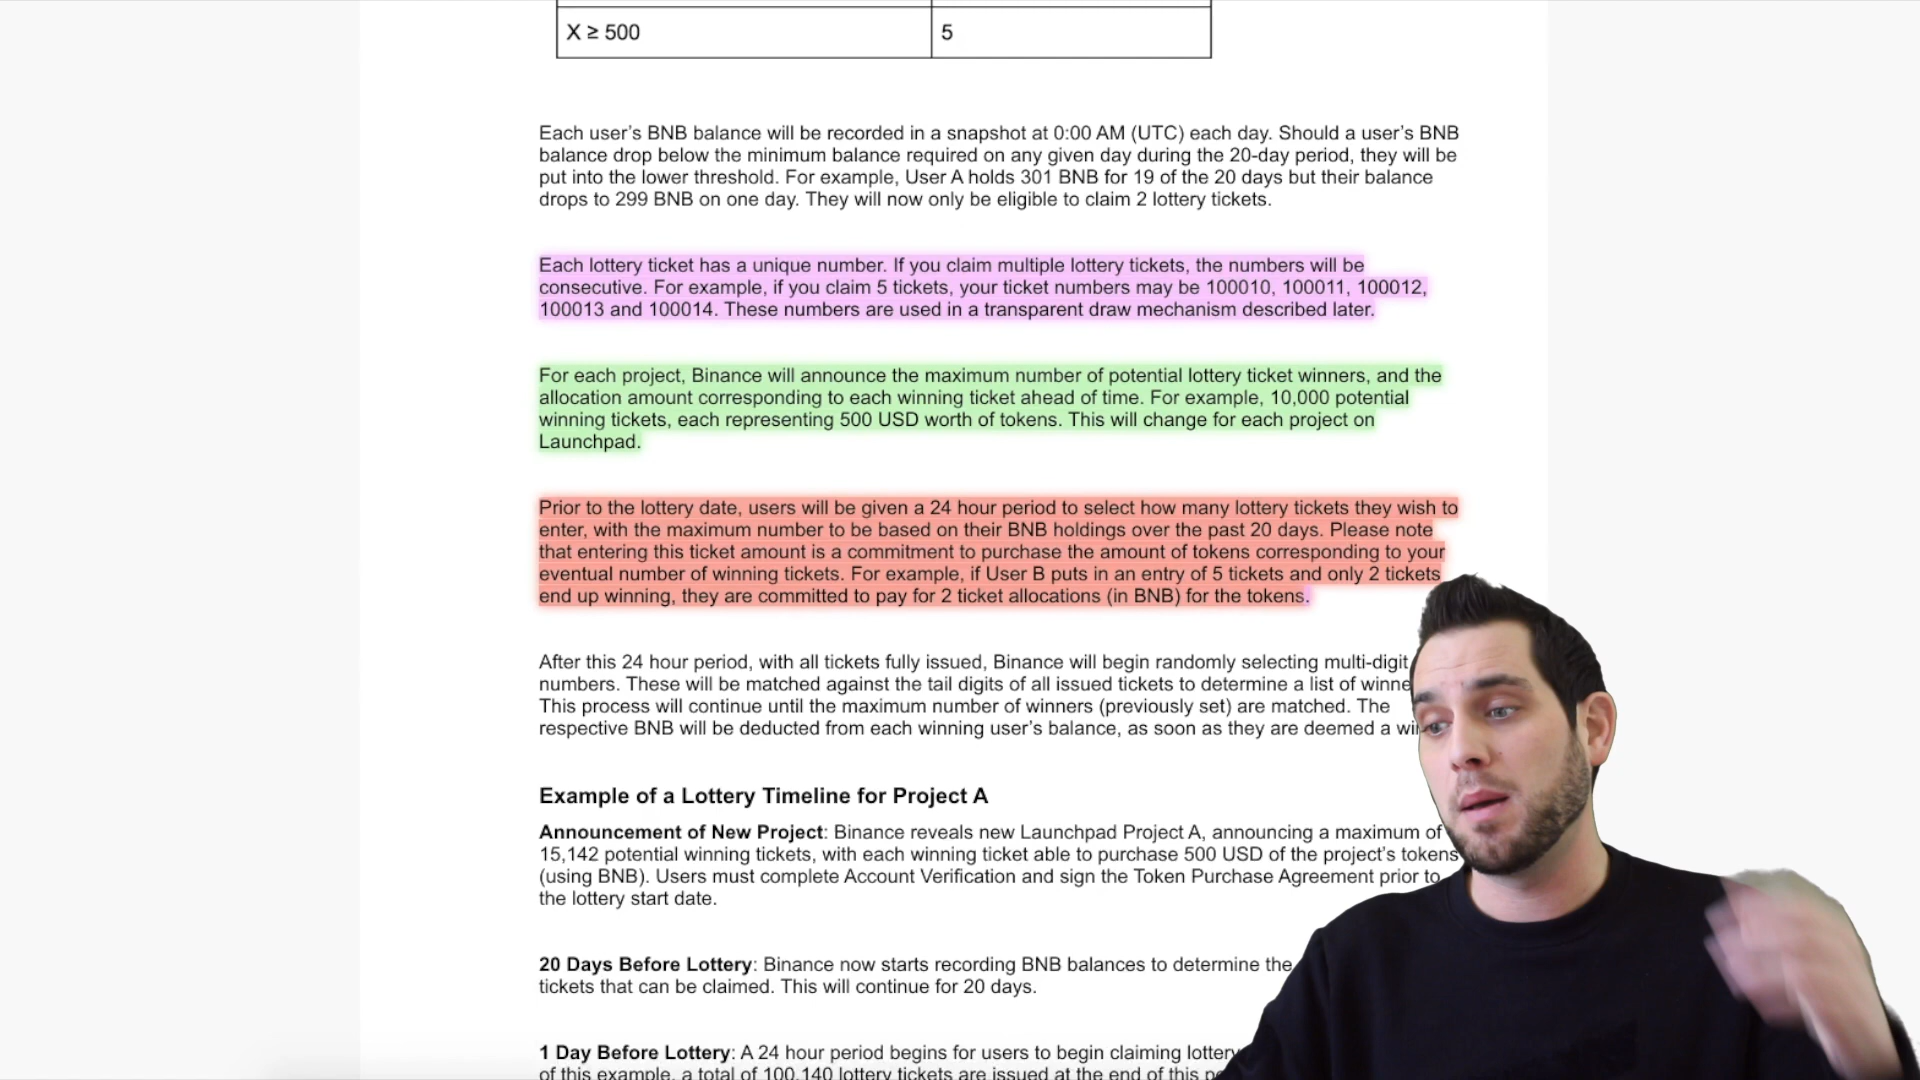 X ≥ 500
5
Each user’s BNB balance will be recorded in a snapshot at 0:00 AM (UTC) each day. Should a user’s BNB
balance drop below the minimum balance required on any given day during the 20-day period, they will be
put into the lower threshold. For example, User A holds 301 BNB for 19 of the 20 days but their balance
drops to 299 BNB on one day. They will now only be eligible to claim 2 lottery tickets.
Each lottery ticket has a unique number. If you claim multiple lottery tickets, the numbers will be
consecutive. For example, if you claim 5 tickets, your ticket numbers may be 100010, 100011, 100012,
100013 and 100014. These numbers are used in a transparent draw mechanism described later.
For each project, Binance will announce the maximum number of potential lottery ticket winners, and the
allocation amount corresponding to each winning ticket ahead of time. For example, 10,000 potential
winning tickets, each representing 500 USD worth of tokens. This will change for each project on
Launchpad.
Prior to the lottery date, users will be given a 24 hour period to select how many lottery tickets they wish to
enter, with the maximum number to be based on their BNB holdings over the past 20 days. Please note
that entering this ticket amount is a commitment to purchase the amount of tokens corresponding to your
eventual number of winning tickets. For example, if User B puts in an entry of 5 tickets and only 2 tickets
end up winning, they are committed to pay for 2 ticket allocations (in BNB) for the tokens.
After this 24 hour period, with all tickets fully issued, Binance will begin randomly selecting multi-digit
numbers. These will be matched against the tail digits of all issued tickets to determine a list of
This process will continue until the maximum number of winners (previously set) are matched. The
respective BNB will be deducted from each winning user’s balance, as soon as they are deemed a
Example of a Lottery Timeline for Project A
Announcement of New Project: Binance reveals new Launchpad Project A, announcing a maximum of
15,142 potential winning tickets, with each winning ticket able to purchase 500 USD of the project’s tokens
(using BNB). Users must complete Account Verification and sign the Token Purchase Agreement prior to
the lottery start date.
20 Days Before Lottery: Binance now starts recording BNB balances to determine the
tickets that can be claimed. This will continue for 20 days.
1 Day Before Lottery: A 24 hour period begins for users to begin claiming lottery
of this example, a total of 100,140 lottery tickets are issued at the end of this